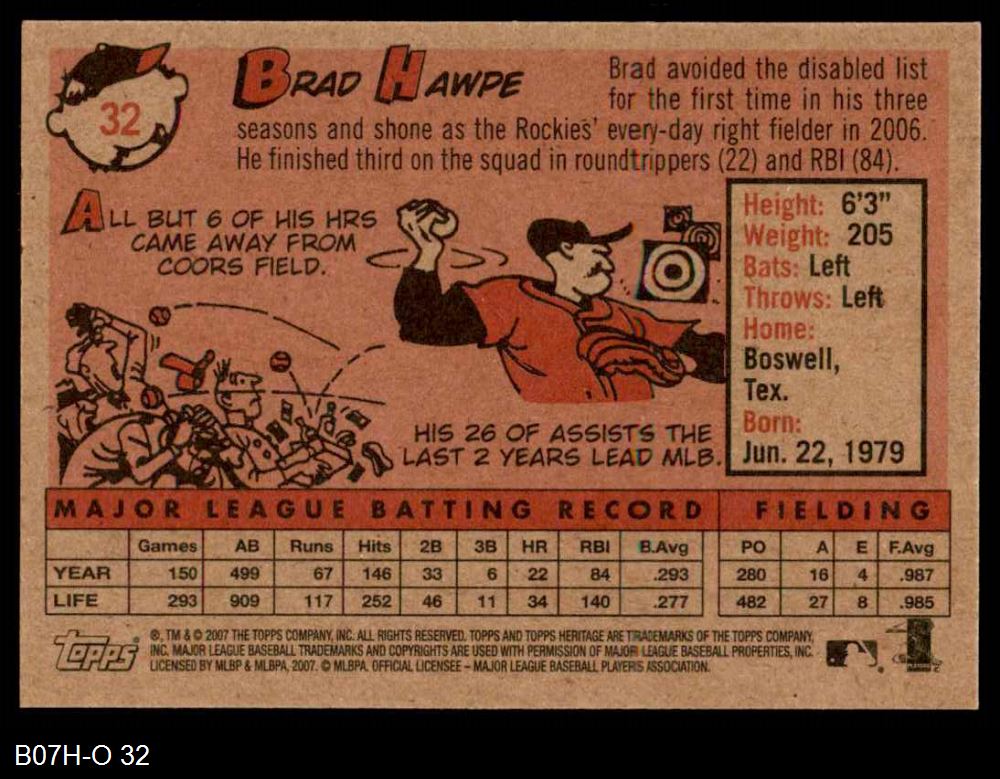 32
BRAD HAWPE
Brad avoided the disabled list
for the first time in his three
seasons and shone as the Rockies' every-day right fielder in 2006.
He finished third on the squad in roundtrippers (22) and RBI (84).
ALL BUT 6 OF HIS HRS
CAME AWAY FROM
COORS FIELD.
HIS 26 OF ASSISTS THE
LAST 2 YEARS LEAD MLB.
Height: 6'3"
Weight: 205
Bats: Left
Throws: Left
Home:
Boswell,
Tex.
Born:
Jun. 22, 1979
MAJOR LEAGUE BATTING RECORD FIELDING
Games AB Runs Hits 2B 3B HR RBI B.Avg PO A E F.Avg
YEAR 150 499 67 146 33 6 22 84 .293 280 16 4 .987
LIFE 293 909 117 252 46 11 34 140 .277 482 27 8 .985
Topps
®, TM & © 2007 THE TOPPS COMPANY, INC. ALL RIGHTS RESERVED. TOPPS AND TOPPS HERITAGE ARE TRADEMARKS OF THE TOPPS COMPANY,
INC. MAJOR LEAGUE BASEBALL TRADEMARKS AND COPYRIGHTS ARE USED WITH PERMISSION OF MAJOR LEAGUE BASEBALL PROPERTIES, INC.
LICENSED BY MLBP & MLBPA, 2007. © MLBPA, OFFICIAL LICENSEE – MAJOR LEAGUE BASEBALL PLAYERS ASSOCIATION.
B07H-O 32